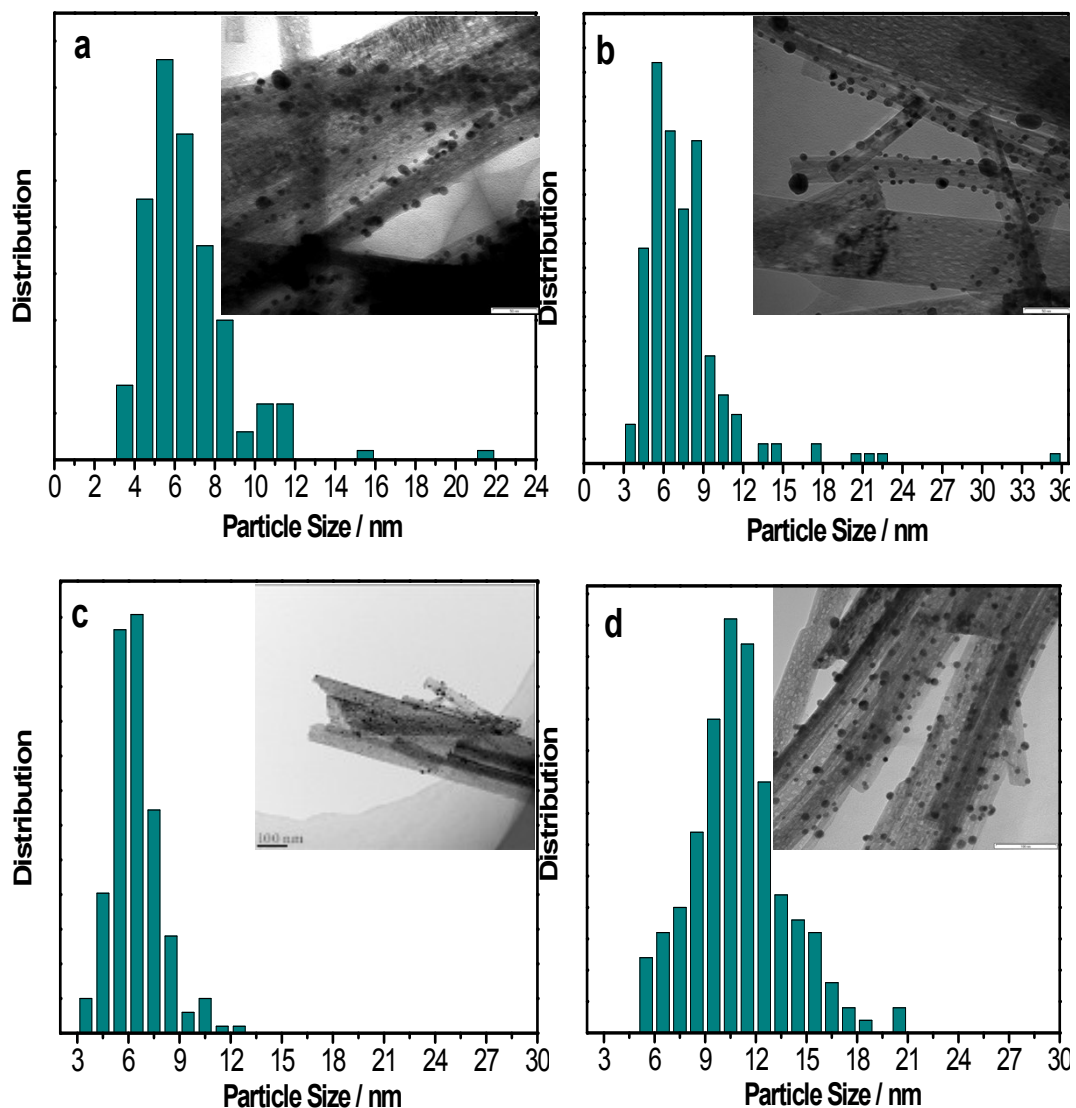 a
Distribution
0 2 4 6 8 10 12 14 16 18 20 22 24
Particle Size / nm
b
Distribution
0 3 6 9 12 15 18 21 24 27 30 33 36
Particle Size / nm
c
100 nm
Distribution
3 6 9 12 15 18 21 24 27 30
Particle Size / nm
d
Distribution
3 6 9 12 15 18 21 24 27 30
Particle Size / nm